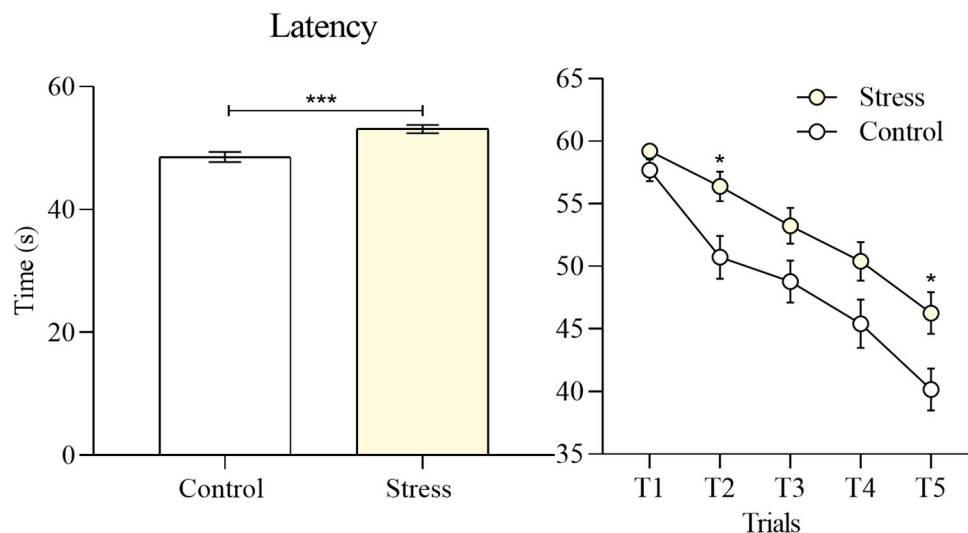 Latency
Time (s)
60
40
20
0
***
Control
Stress
65
60
55
50
45
40
35
Stress
Control
*
*
T1 T2 T3 T4 T5
Trials